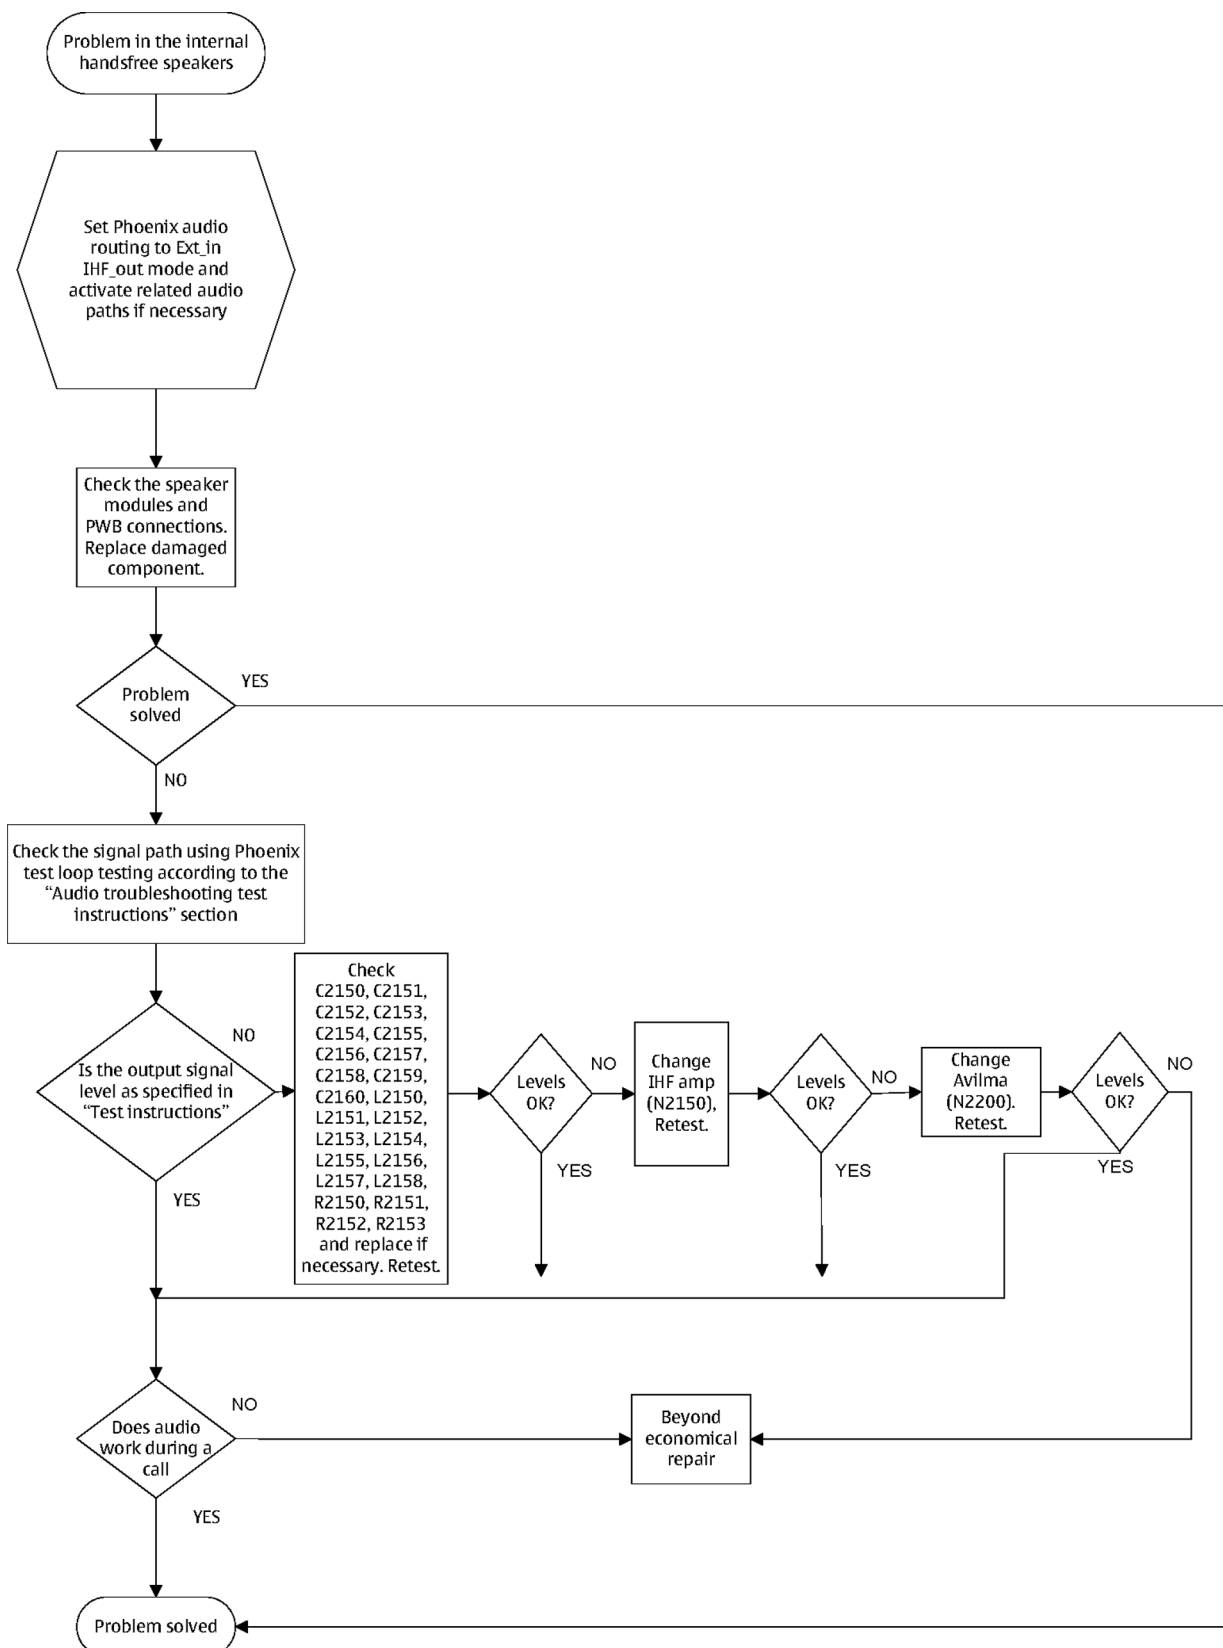 Problem in the internal
handsfree speakers
Set Phoenix audio
routing to Ext_in
IHF_out mode and
activate related audio
paths if necessary
Check the speaker
modules and
PWB connections.
Replace damaged
component.
Problem
solved
YES
NO
Check the signal path using Phoenix
test loop testing according to the
“Audio troubleshooting test
instructions” section
Is the output signal
level as specified in
“Test instructions”
NO
YES
Check
C2150, C2151,
C2152, C2153,
C2154, C2155,
C2156, C2157,
C2158, C2159,
C2160, L2150,
L2151, L2152,
L2153, L2154,
L2155, L2156,
L2157, L2158,
R2150, R2151,
R2152, R2153
and replace if
necessary. Retest.
Levels
OK?
NO
YES
Change
IHF amp
(N2150),
Retest.
Levels
OK?
NO
YES
Change
Avilma
(N2200).
Retest.
Levels
OK?
NO
YES
Does audio
work during a
call
NO
YES
Beyond
economical
repair
Problem solved